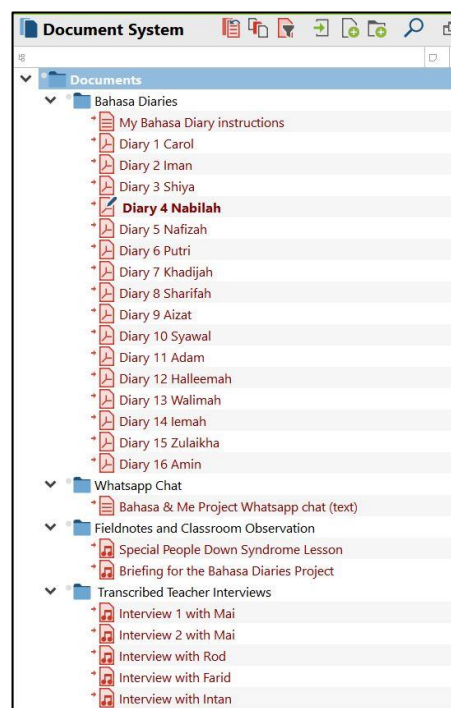 Document System
Documents
Bahasa Diaries
My Bahasa Diary instructions
Diary 1 Carol
Diary 2 Iman
Diary 3 Shiya
Diary 4 Nabilah
Diary 5 Nafizah
Diary 6 Putri
Diary 7 Khadijah
Diary 8 Sharifah
Diary 9 Aizat
Diary 10 Syawal
Diary 11 Adam
Diary 12 Halleemah
Diary 13 Walimah
Diary 14 Iemah
Diary 15 Zulaikha
Diary 16 Amin
Whatsapp Chat
Bahasa & Me Project Whatsapp chat (text)
Fieldnotes and Classroom Observation
Special People Down Syndrome Lesson
Briefing for the Bahasa Diaries Project
Transcribed Teacher Interviews
Interview 1 with Mai
Interview 2 with Mai
Interview with Rod
Interview with Farid
Interview with Intan